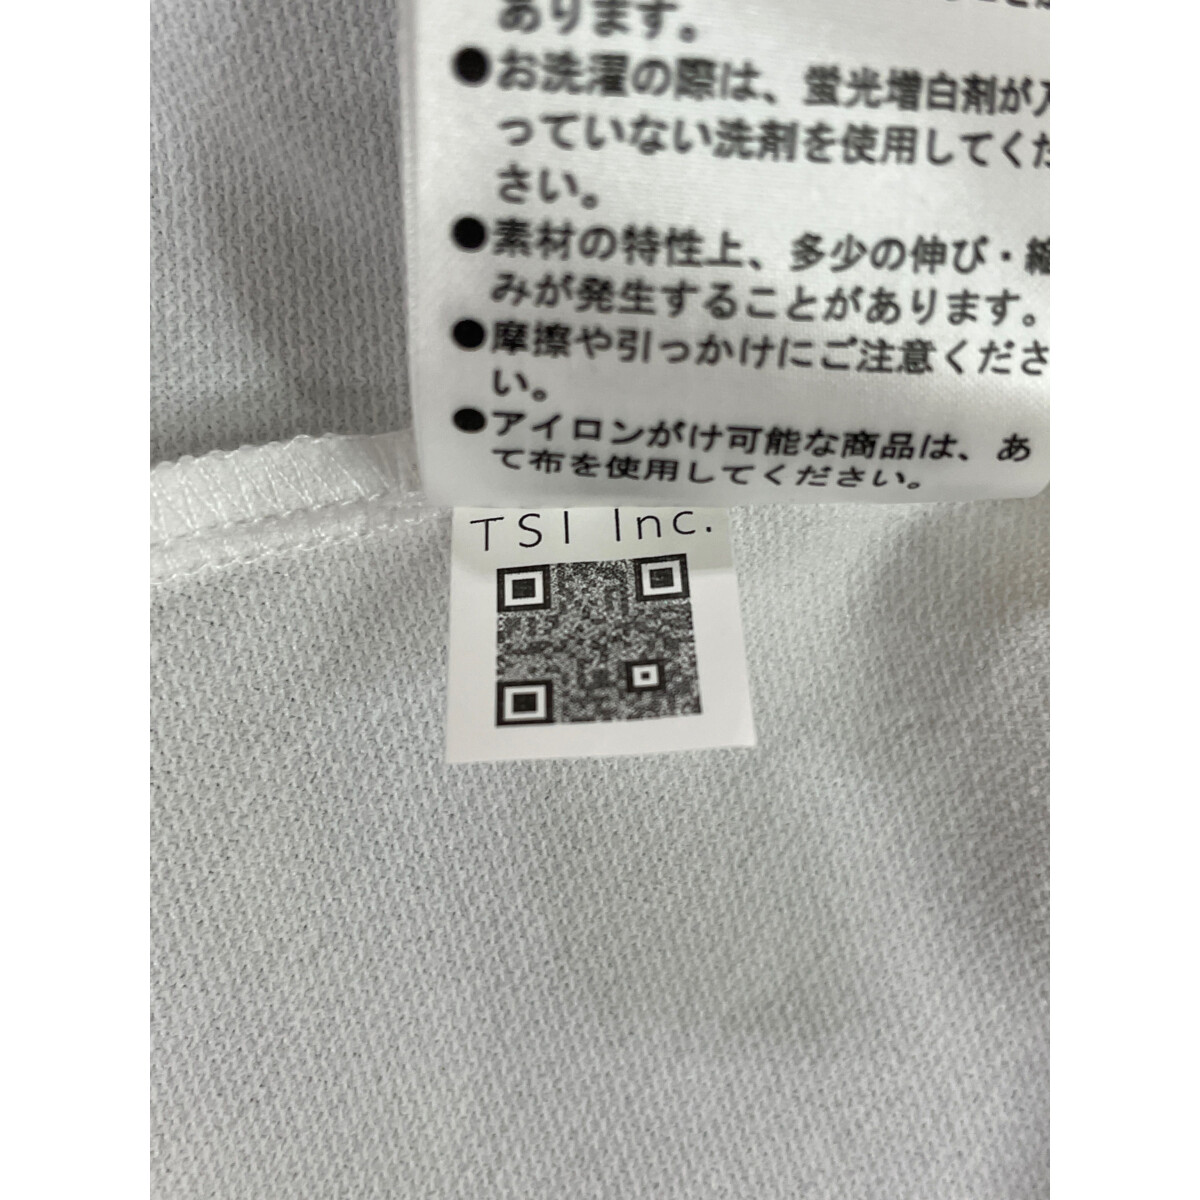 あります。
●お洗濯の際は、蛍光増白剤が入
っていない洗剤を使用してくだ
さい。
●素材の特性上、多少の伸び・縮
みが発生することがあります。
●摩擦や引っかけにご注意くださ
い。
●アイロンがけ可能な商品は、あ
て布を使用してください。
TSI Inc.